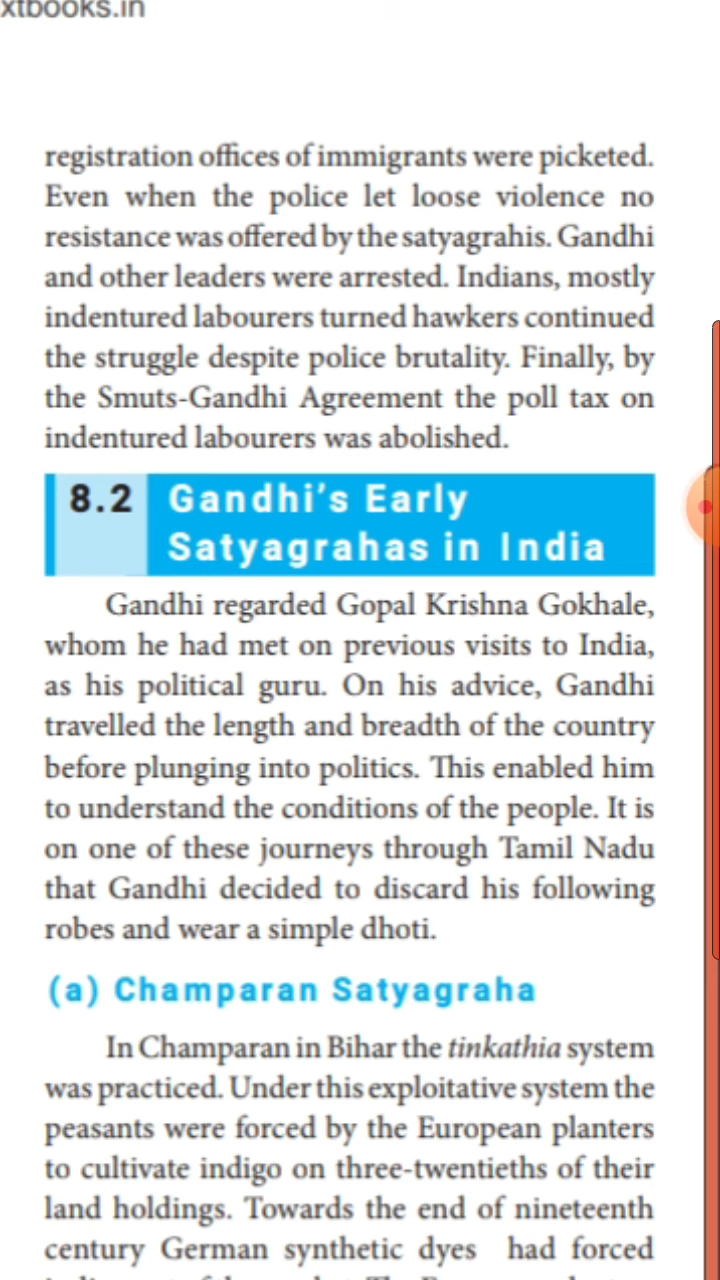 xtbooks.in
registration offices of immigrants were picketed.
Even when the police let loose violence no
resistance was offered by the satyagrahis. Gandhi
and other leaders were arrested. Indians, mostly
indentured labourers turned hawkers continued
the struggle despite police brutality. Finally, by
the Smuts-Gandhi Agreement the poll tax on
indentured labourers was abolished.
8.2 Gandhi's Early
Satyagrahas in India
Gandhi regarded Gopal Krishna Gokhale,
whom he had met on previous visits to India,
as his political guru. On his advice, Gandhi
travelled the length and breadth of the country
before plunging into politics. This enabled him
to understand the conditions of the people. It is
on one of these journeys through Tamil Nadu
that Gandhi decided to discard his following
robes and wear a simple dhoti.
(a) Champaran Satyagraha
In Champaran in Bihar the tinkathia system
was practiced. Under this exploitative system the
peasants were forced by the European planters
to cultivate indigo on three-twentieths of their
land holdings. Towards the end of nineteenth
century German synthetic dyes had forced